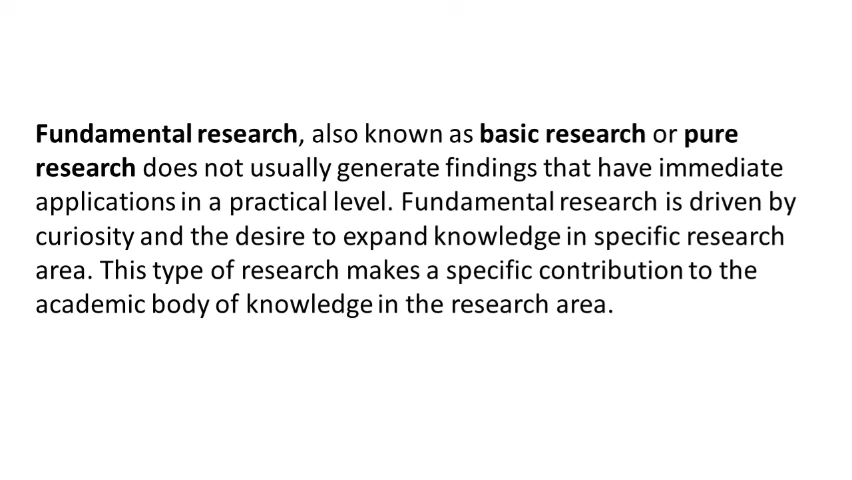 Fundamental research, also known as basic research or pure
research does not usually generate findings that have immediate
applications in a practical level. Fundamental research is driven by
curiosity and the desire to expand knowledge in specific research
area. This type of research makes a specific contribution to the
academic body of knowledge in the research area.